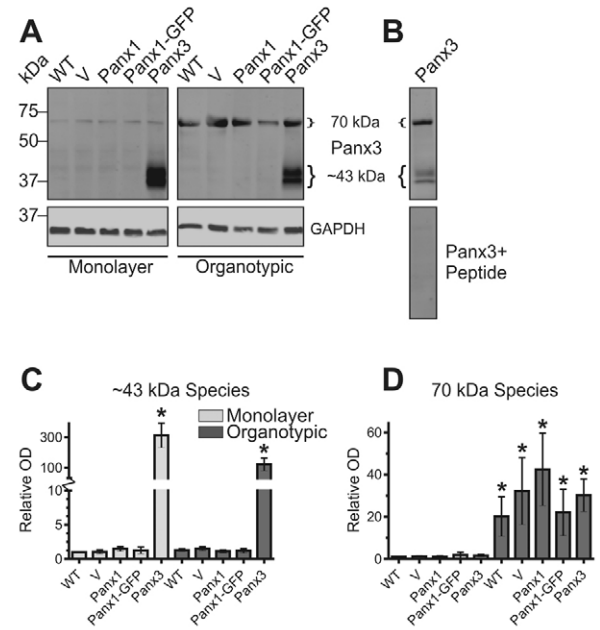 A
B
kDa
WT
V
Panx1
Panx1-GFP
Panx3
WT
V
Panx1
Panx1-GFP
Panx3
Panx3
75
50
37
37
70 kDa
Panx3
~43 kDa
GAPDH
Monolayer
Organotypic
Panx3+
Peptide
C
~43 kDa Species
Monolayer
Organotypic
Relative OD
300
100
10
5
0
*
*
WT
V
Panx1
Panx1-GFP
Panx3
WT
V
Panx1
Panx1-GFP
Panx3
D
70 kDa Species
Relative OD
60
40
20
0
*
*
*
*
*
WT
V
Panx1
Panx1-GFP
Panx3
WT
V
Panx1
Panx1-GFP
Panx3